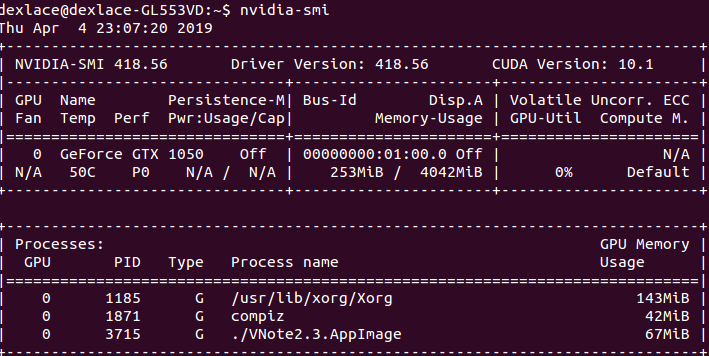 dexlace@dexlace-GL553VD:~$ nvidia-smi
Thu Apr  4 23:07:20 2019
+-----------------------------------------------------------------------------+
| NVIDIA-SMI 418.56       Driver Version: 418.56       CUDA Version: 10.1     |
|-------------------------------+----------------------+----------------------+
| GPU  Name        Persistence-M| Bus-Id        Disp.A | Volatile Uncorr. ECC |
| Fan  Temp  Perf  Pwr:Usage/Cap|         Memory-Usage | GPU-Util  Compute M. |
|===============================+======================+======================|
|   0  GeForce GTX 1050    Off  | 00000000:01:00.0 Off |                  N/A |
| N/A   50C    P0    N/A /  N/A |    253MiB /  4042MiB |      0%      Default |
+-------------------------------+----------------------+----------------------+
+-----------------------------------------------------------------------------+
| Processes:                                                       GPU Memory |
|  GPU       PID   Type   Process name                             Usage      |
|=============================================================================|
|    0      1185      G   /usr/lib/xorg/Xorg                           143MiB |
|    0      1871      G   compiz                                        42MiB |
|    0      3715      G   ./VNote2.3.AppImage                           67MiB |
+-----------------------------------------------------------------------------+